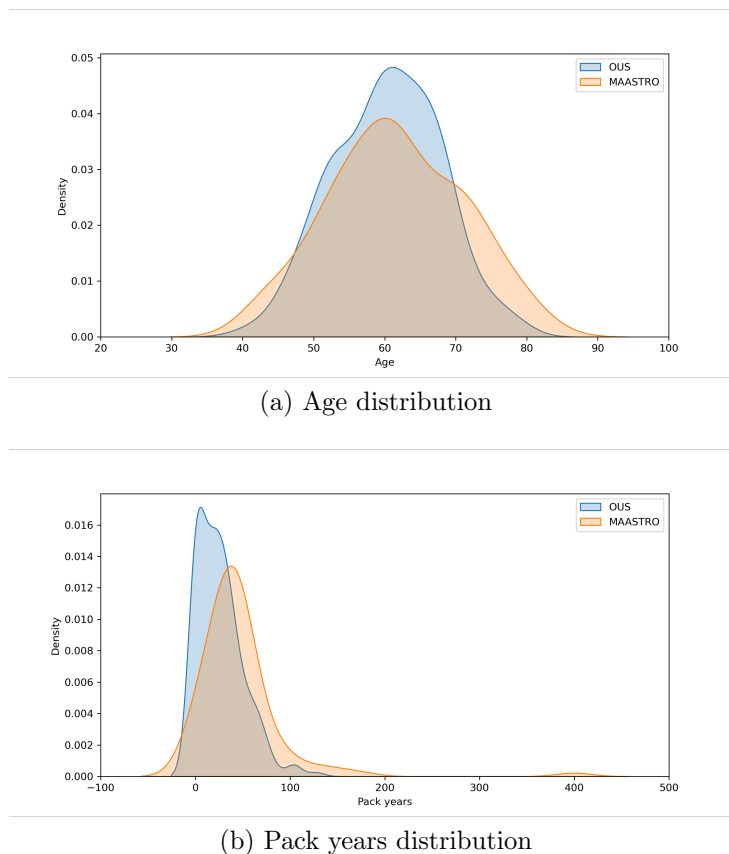 0.05
0.04
0.03
0.02
0.01
0.00
Density
OUS
MAASTRO
20 30 40 50 60 70 80 90 100
Age
(a) Age distribution
0.016
0.014
0.012
0.010
0.008
0.006
0.004
0.002
0.000
Density
OUS
MAASTRO
−100 0 100 200 300 400 500
Pack years
(b) Pack years distribution